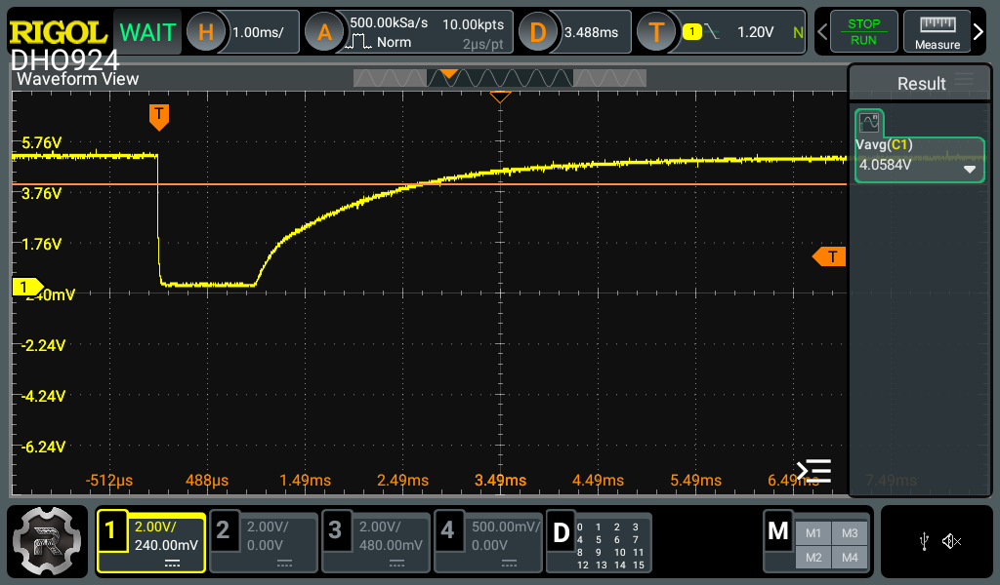 RIGOL WAIT H 1.00ms/ A 500.00kSa/s 10.00kpts Norm 2µs/pt D 3.488ms T 1 1.20V N STOP RUN Measure
DHO924
Waveform View
Result
T
5.76V
Vavg(C1)
4.0584V
3.76V
1.76V
T
1
-240mV
-2.24V
-4.24V
-6.24V
-512µs 488µs 1.49ms 2.49ms 3.49ms 4.49ms 5.49ms 6.49ms 7.49ms
R
1 2.00V/ 240.00mV
2 2.00V/ 0.00V
3 2.00V/ 480.00mV
4 500.00mV/ 0.00V
D 0 1 2 3
4 5 6 7
8 9 10 11
12 13 14 15
M M1 M3
M2 M4